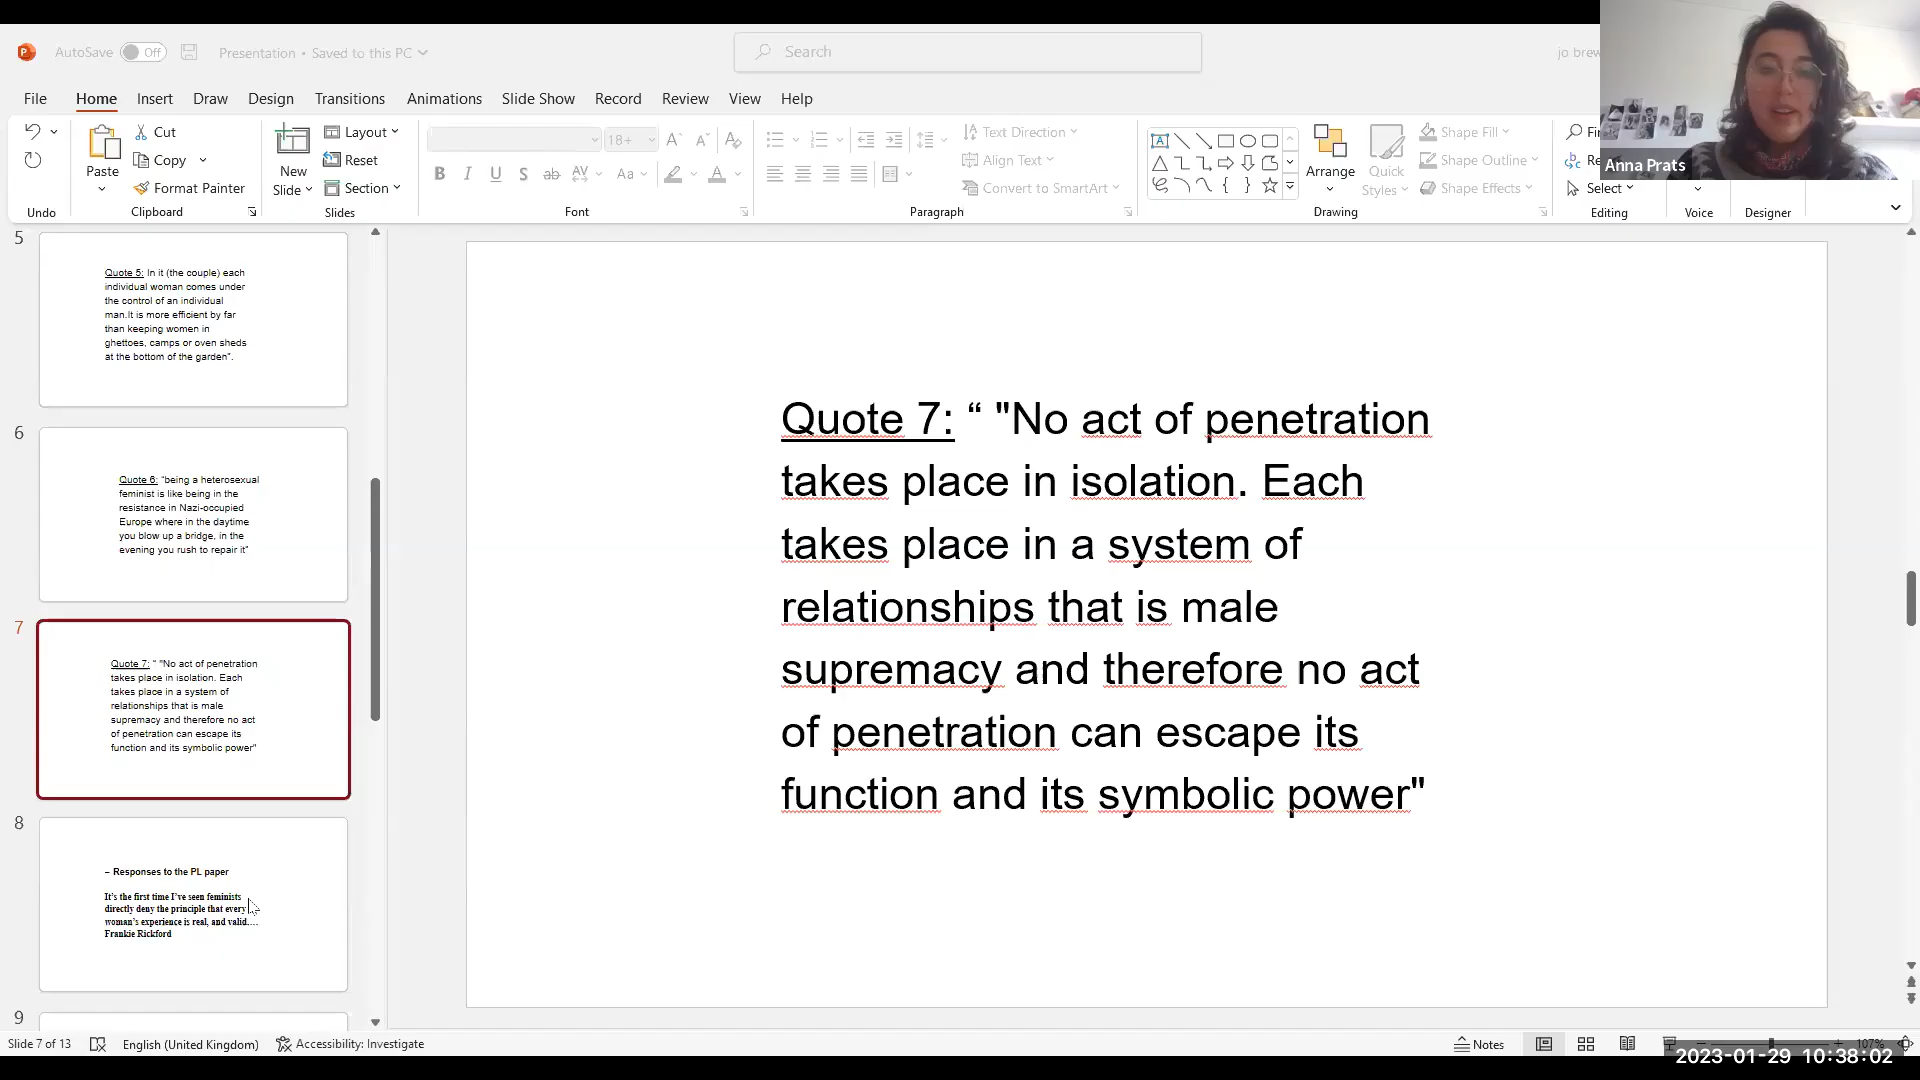 AutoSave Off Presentation • Saved to this PC Search jo brew
File Home Insert Draw Design Slide Show Transitions Animations Record Review View Help
Paste Cut Copy Format Painter Clipboard Undo
New Slide Layout Reset Section Slides
18+ Font
Text Direction Align Text Convert to SmartArt Paragraph
Arrange Quick Styles Shape Fill Shape Outline Shape Effects Drawing
Select Editing Voice Designer
Anna Prats
5
Quote 5: In it (the couple) each
individual woman comes under
the control of an individual
man.It is more efficient by far
than keeping women in
ghettoes, camps or oven sheds
at the bottom of the garden".
6
Quote 6: "being a heterosexual
feminist is like being in the
resistance in Nazi-occupied
Europe where in the daytime
you blow up a bridge, in the
evening you rush to repair it"
7
Quote 7: “ "No act of penetration
takes place in isolation. Each
takes place in a system of
relationships that is male
supremacy and therefore no act
of penetration can escape its
function and its symbolic power"
8
– Responses to the PL paper
It's the first time I've seen feminists
directly deny the principle that every
woman's experience is real, and valid....
Frankie Rickford
9
Quote 7: “ "No act of penetration
takes place in isolation. Each
takes place in a system of
relationships that is male
supremacy and therefore no act
of penetration can escape its
function and its symbolic power"
Slide 7 of 13 English (United Kingdom) Accessibility: Investigate Notes 107%
2023-01-29 10:38:02